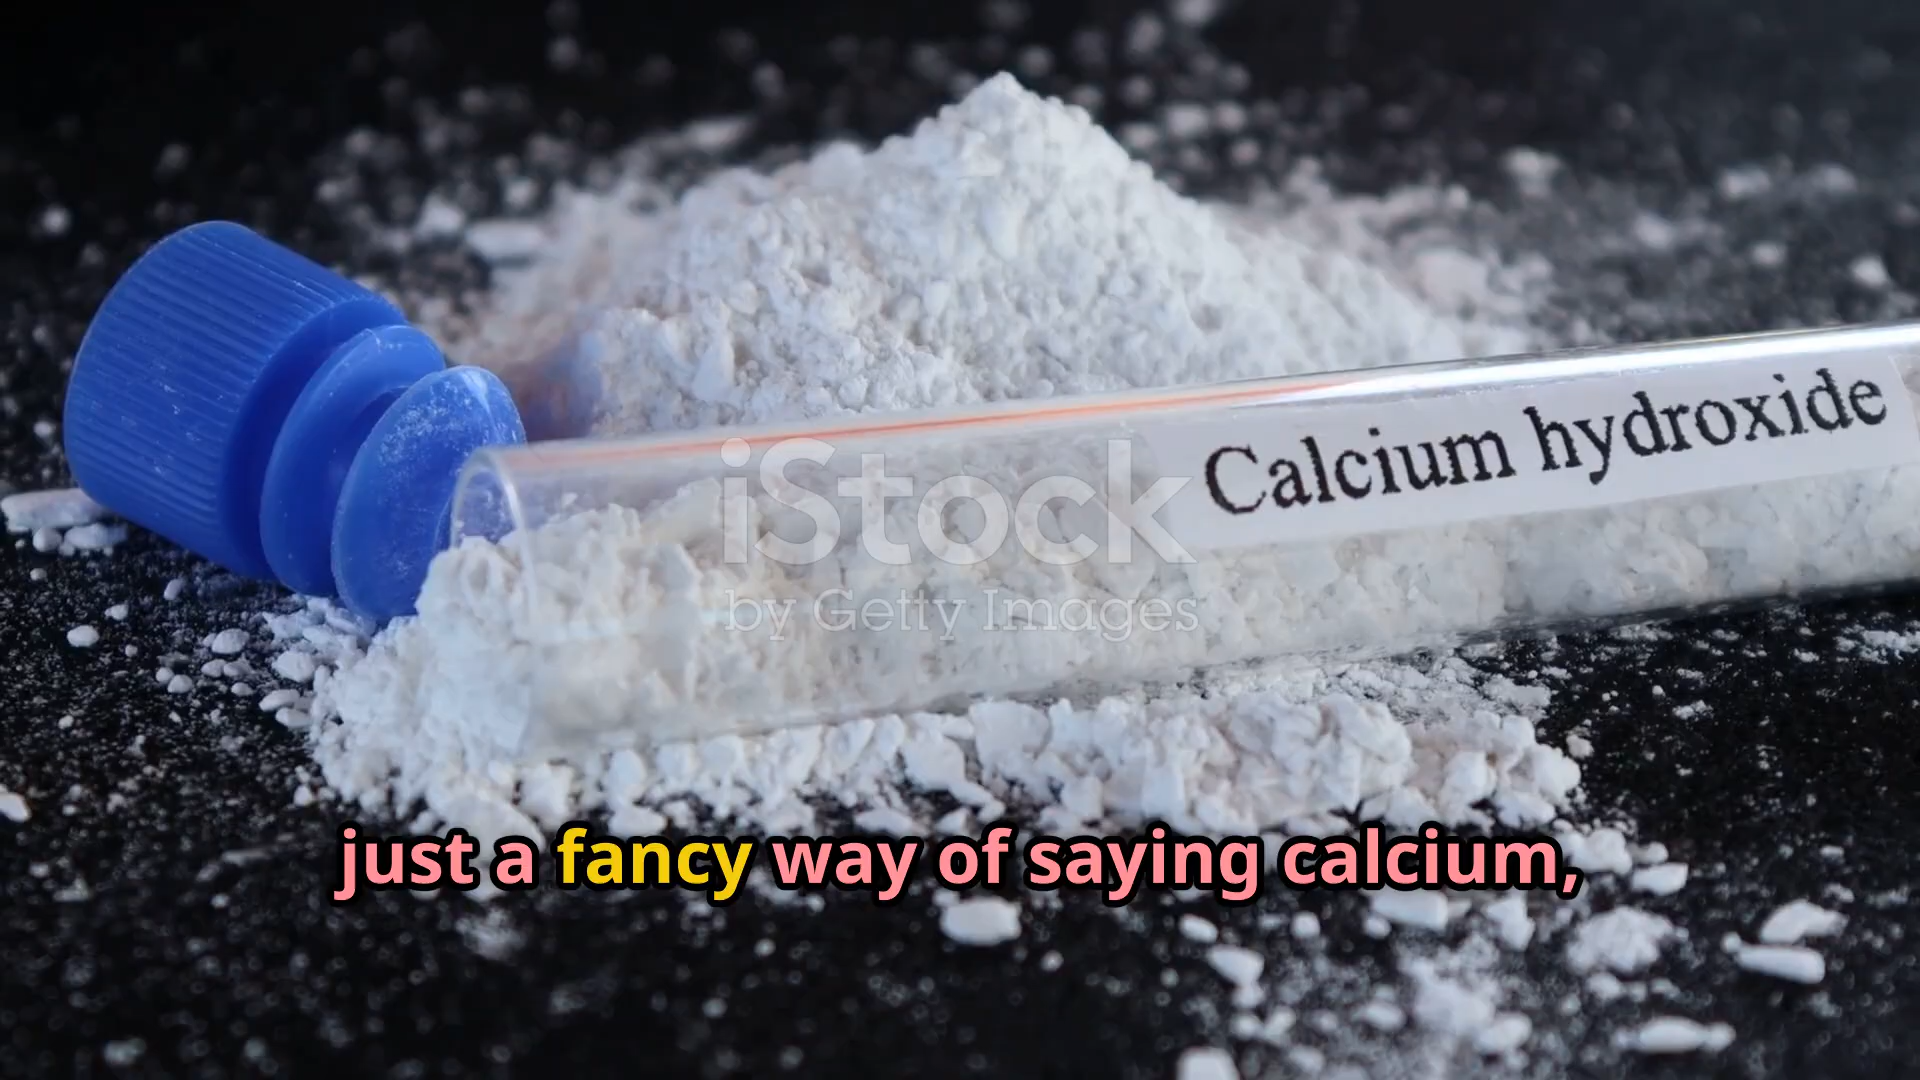 Calcium hydroxide
iStock
by Getty Images
just a fancy way of saying calcium,